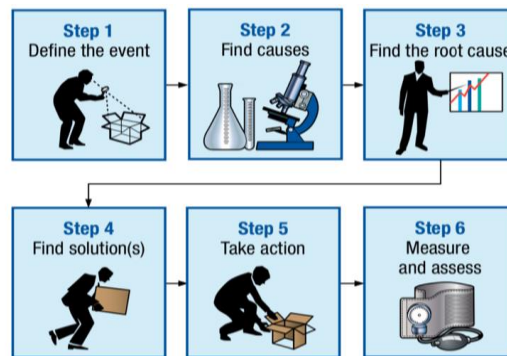 Step 1
Define the event
Step 2
Find causes
Step 3
Find the root cause
Step 4
Find solution(s)
Step 5
Take action
Step 6
Measure
and assess